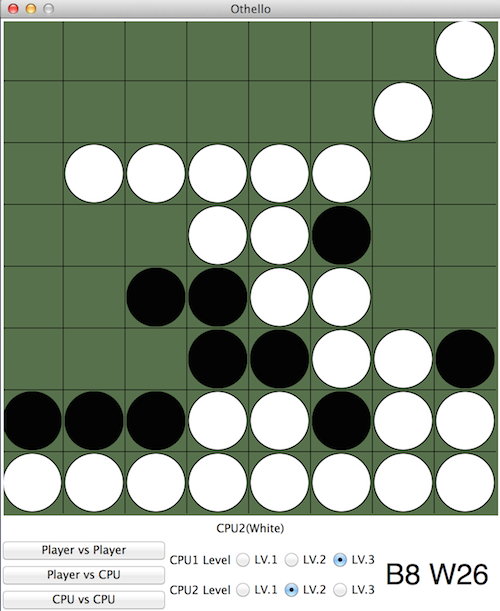 Othello
CPU2(White)
Player vs Player
Player vs CPU
CPU vs CPU
CPU1 Level LV.1 LV.2 LV.3
CPU2 Level LV.1 LV.2 LV.3
B8 W26